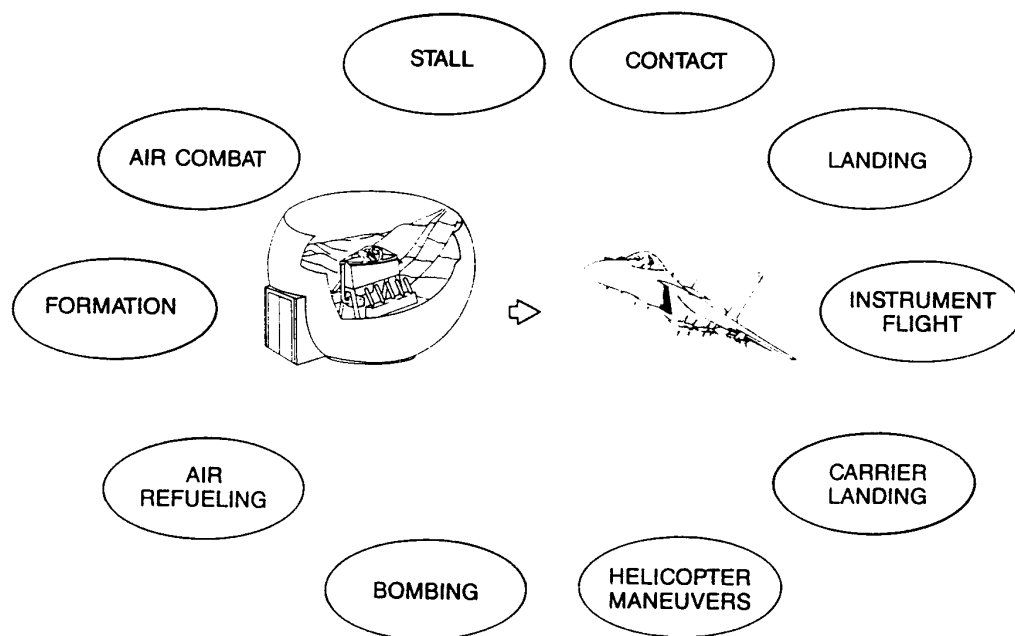 STALL
CONTACT
AIR COMBAT
LANDING
FORMATION
INSTRUMENT
FLIGHT
AIR
REFUELING
CARRIER
LANDING
BOMBING
HELICOPTER
MANEUVERS